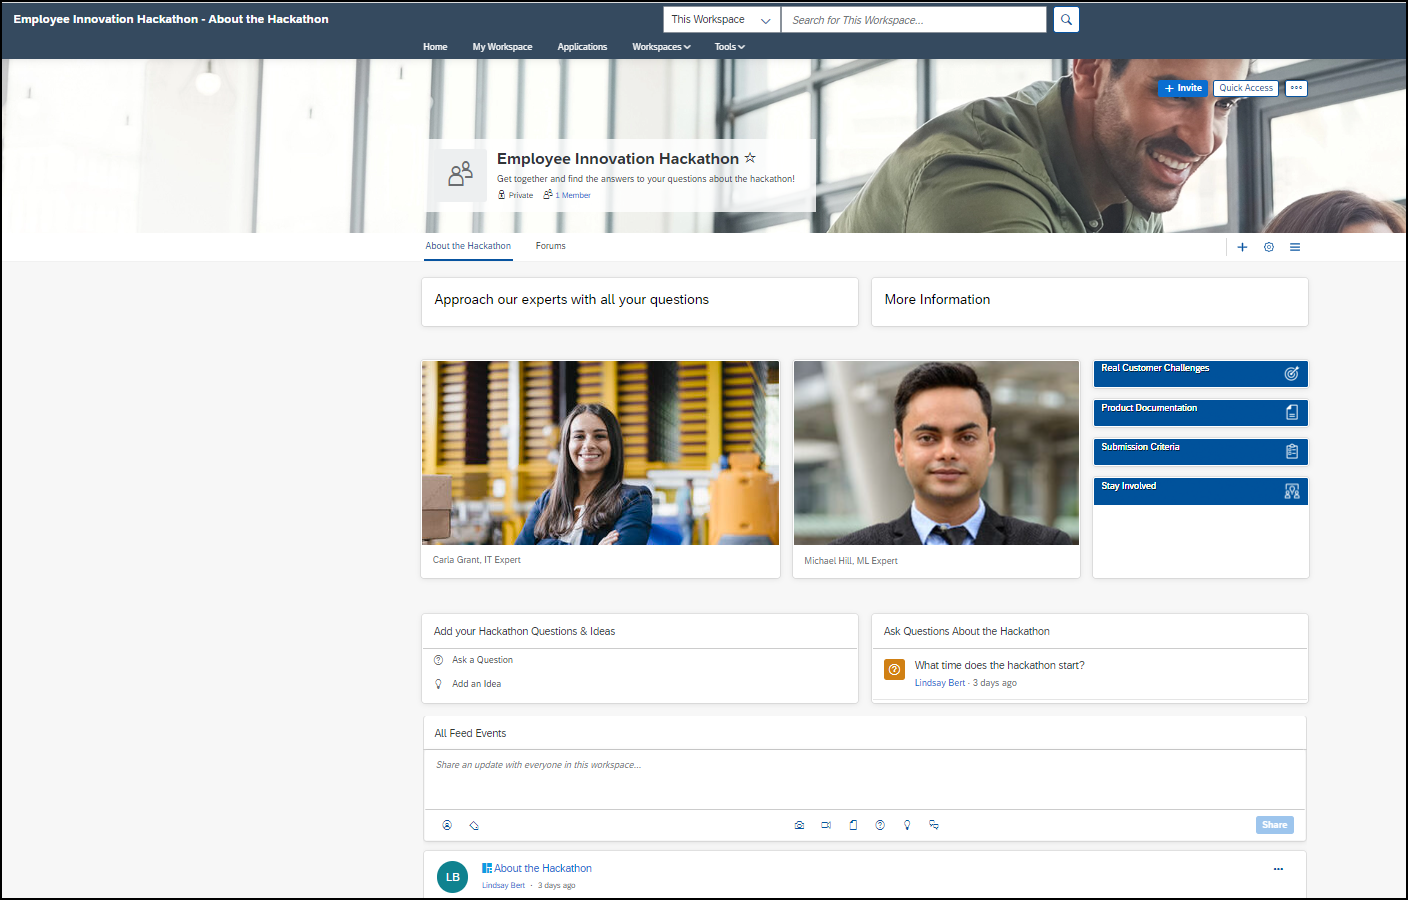 Employee Innovation Hackathon - About the Hackathon
This Workspace
Search for This Workspace...
Home
My Workspace
Applications
Workspaces
Tools
+ Invite
Quick Access
Employee Innovation Hackathon
Get together and find the answers to your questions about the hackathon!
Private
1 Member
About the Hackathon
Forums
Approach our experts with all your questions
More Information
Carla Grant, IT Expert
Michael Hill, ML Expert
Real Customer Challenges
Product Documentation
Submission Criteria
Stay Involved
Add your Hackathon Questions & Ideas
Ask a Question
Add an Idea
Ask Questions About the Hackathon
What time does the hackathon start?
Lindsay Bert · 3 days ago
All Feed Events
Share an update with everyone in this workspace...
Share
LB
About the Hackathon
Lindsay Bert · 3 days ago